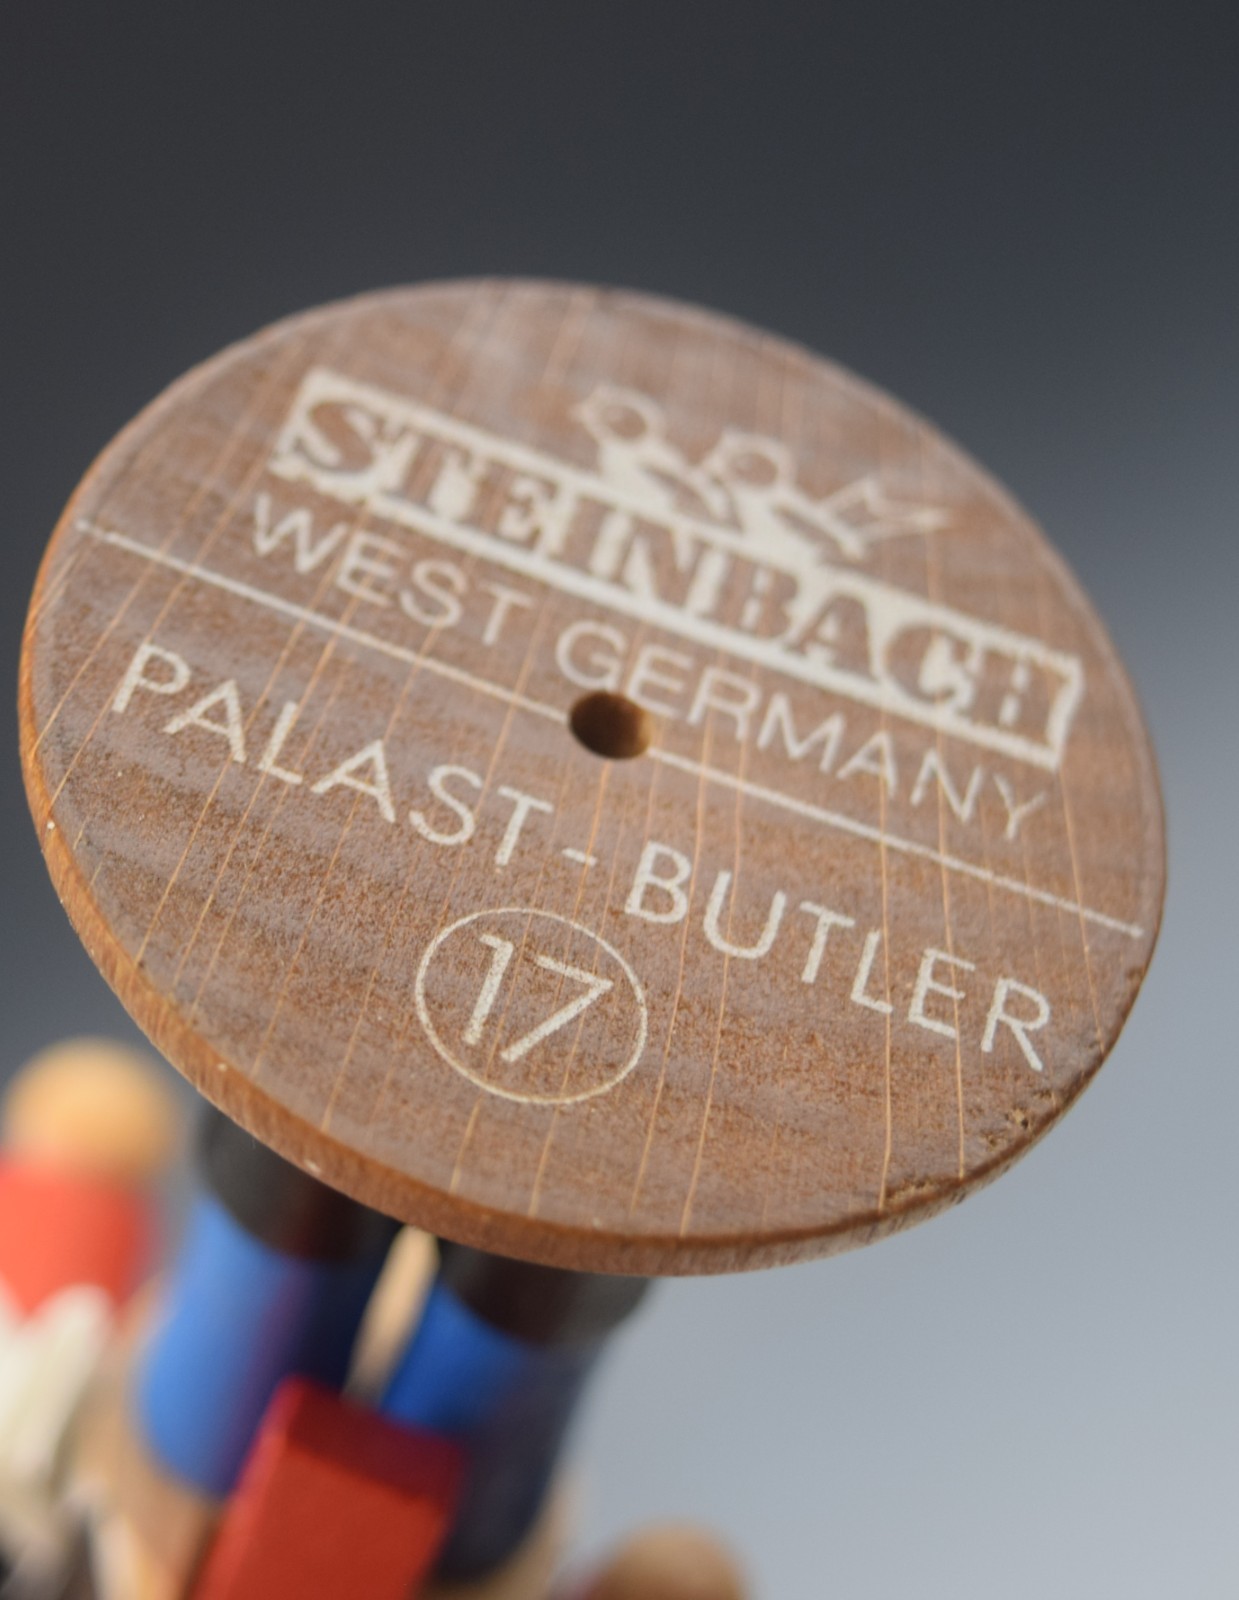 STEINBACH
WEST GERMANY
PALAST-BUTLER
17